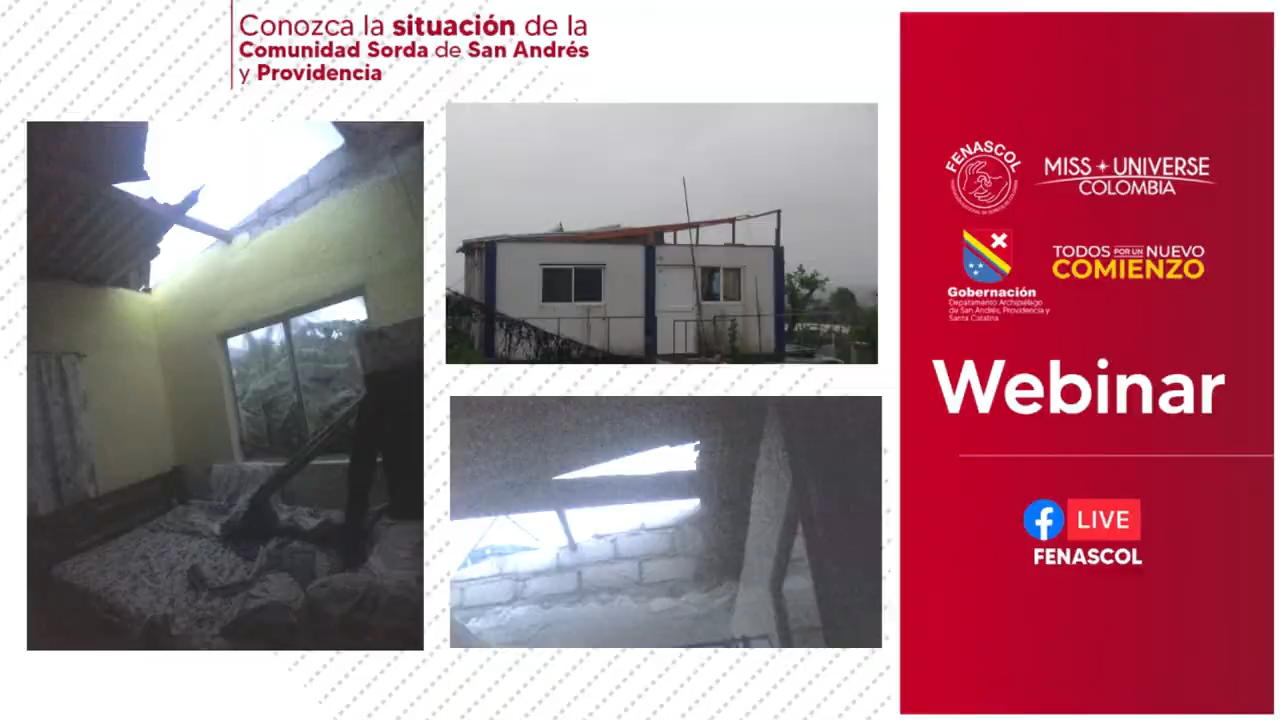 Conozca la situación de la
Comunidad Sorda de San Andrés
y Providencia
FENASCOL
MISS UNIVERSE
COLOMBIA
Gobernación
Departamento Archipiélago
de San Andrés, Providencia y
Santa Catalina
TODOS POR UN NUEVO
COMIENZO
Webinar
f LIVE
FENASCOL